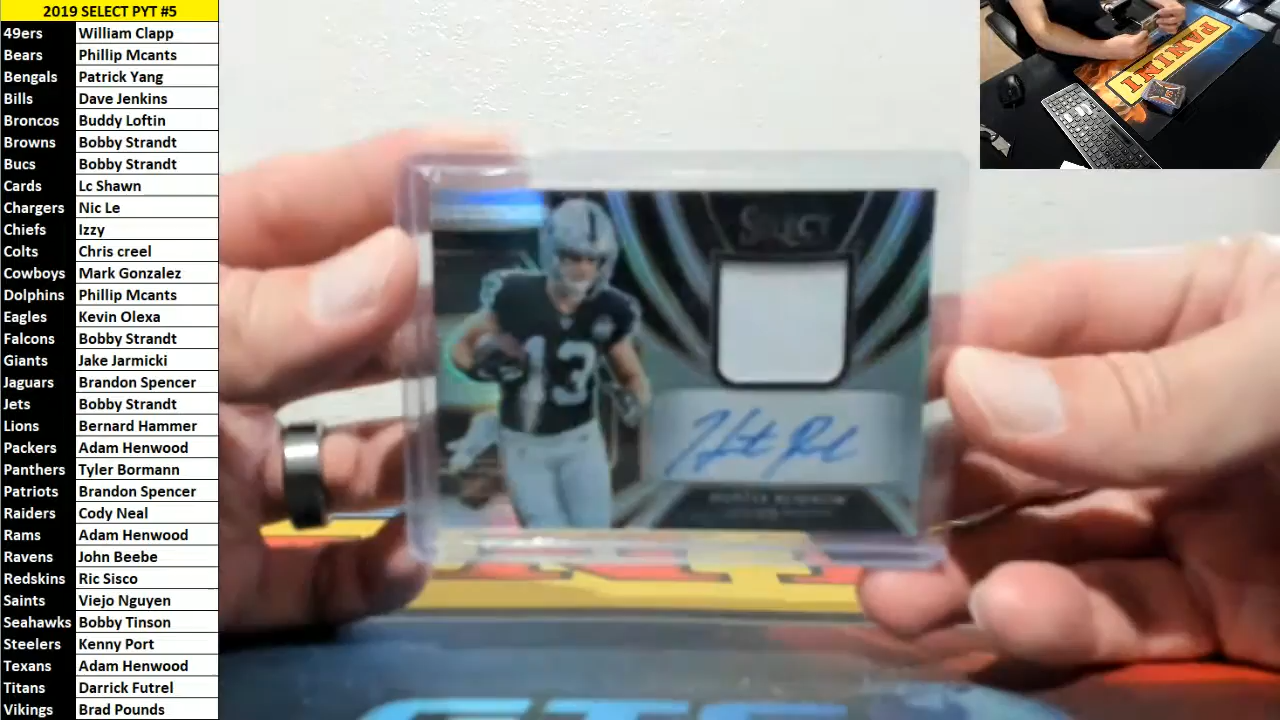 2019 SELECT PYT #5
49ers William Clapp
Bears Phillip Mcants
Bengals Patrick Yang
Bills Dave Jenkins
Broncos Buddy Loftin
Browns Bobby Strandt
Bucs Bobby Strandt
Cards Lc Shawn
Chargers Nic Le
Chiefs Izzy
Colts Chris creel
Cowboys Mark Gonzalez
Dolphins Phillip Mcants
Eagles Kevin Olexa
Falcons Bobby Strandt
Giants Jake Jarmicki
Jaguars Brandon Spencer
Jets Bobby Strandt
Lions Bernard Hammer
Packers Adam Henwood
Panthers Tyler Bormann
Patriots Brandon Spencer
Raiders Cody Neal
Rams Adam Henwood
Ravens John Beebe
Redskins Ric Sisco
Saints Viejo Nguyen
Seahawks Bobby Tinson
Steelers Kenny Port
Texans Adam Henwood
Titans Darrick Futrel
Vikings Brad Pounds
SELECT
13
HUNTER RENFROW
PANINI